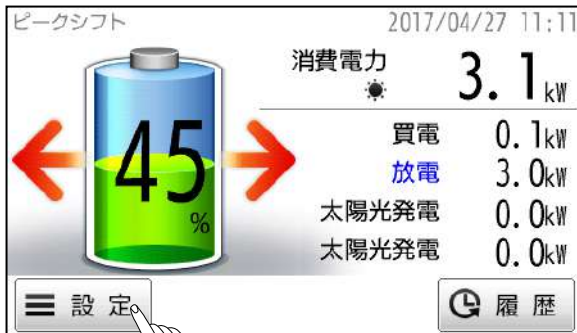 ピークシフト 2017/04/27 11:11
消費電力 3.1kW
45%
買電 0.1kW
放電 3.0kW
太陽光発電 0.0kW
太陽光発電 0.0kW
設定 履歴